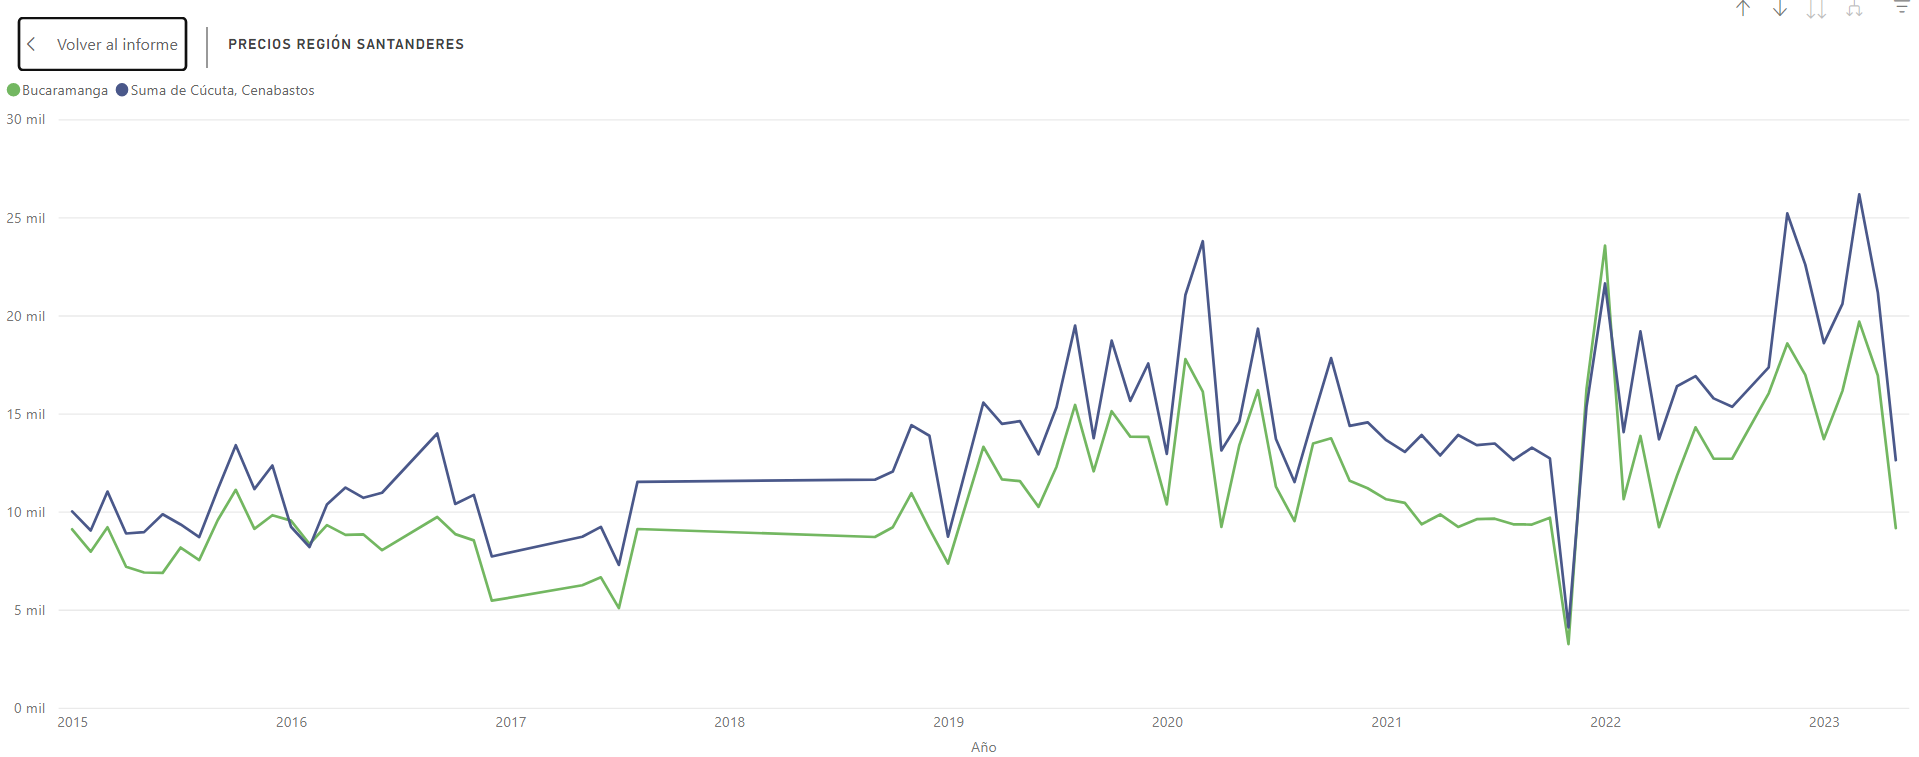 Volver al informe
PRECIOS REGIÓN SANTANDERES
Bucaramanga Suma de Cúcuta, Cenabastos
30 mil
25 mil
20 mil
15 mil
10 mil
5 mil
0 mil
2015 2016 2017 2018 2019 2020 2021 2022 2023
Año